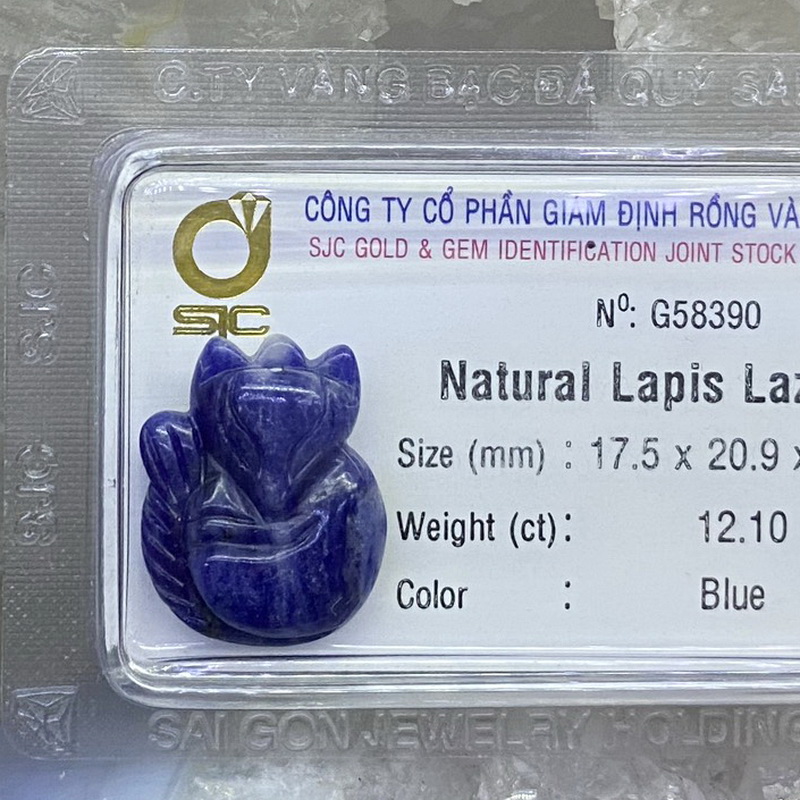 C.TY VÀNG BẠC ĐÁ QUÝ SÀI
CÔNG TY CỔ PHẦN GIÁM ĐỊNH RỒNG VÀ
SJC GOLD & GEM IDENTIFICATION JOINT STOCK
SJC
Nº: G58390
Natural Lapis Laz
Size (mm) : 17.5 x 20.9 x
Weight (ct): 12.10
Color : Blue
SJC
SJC
SAI GON JEWELRY HOLDING